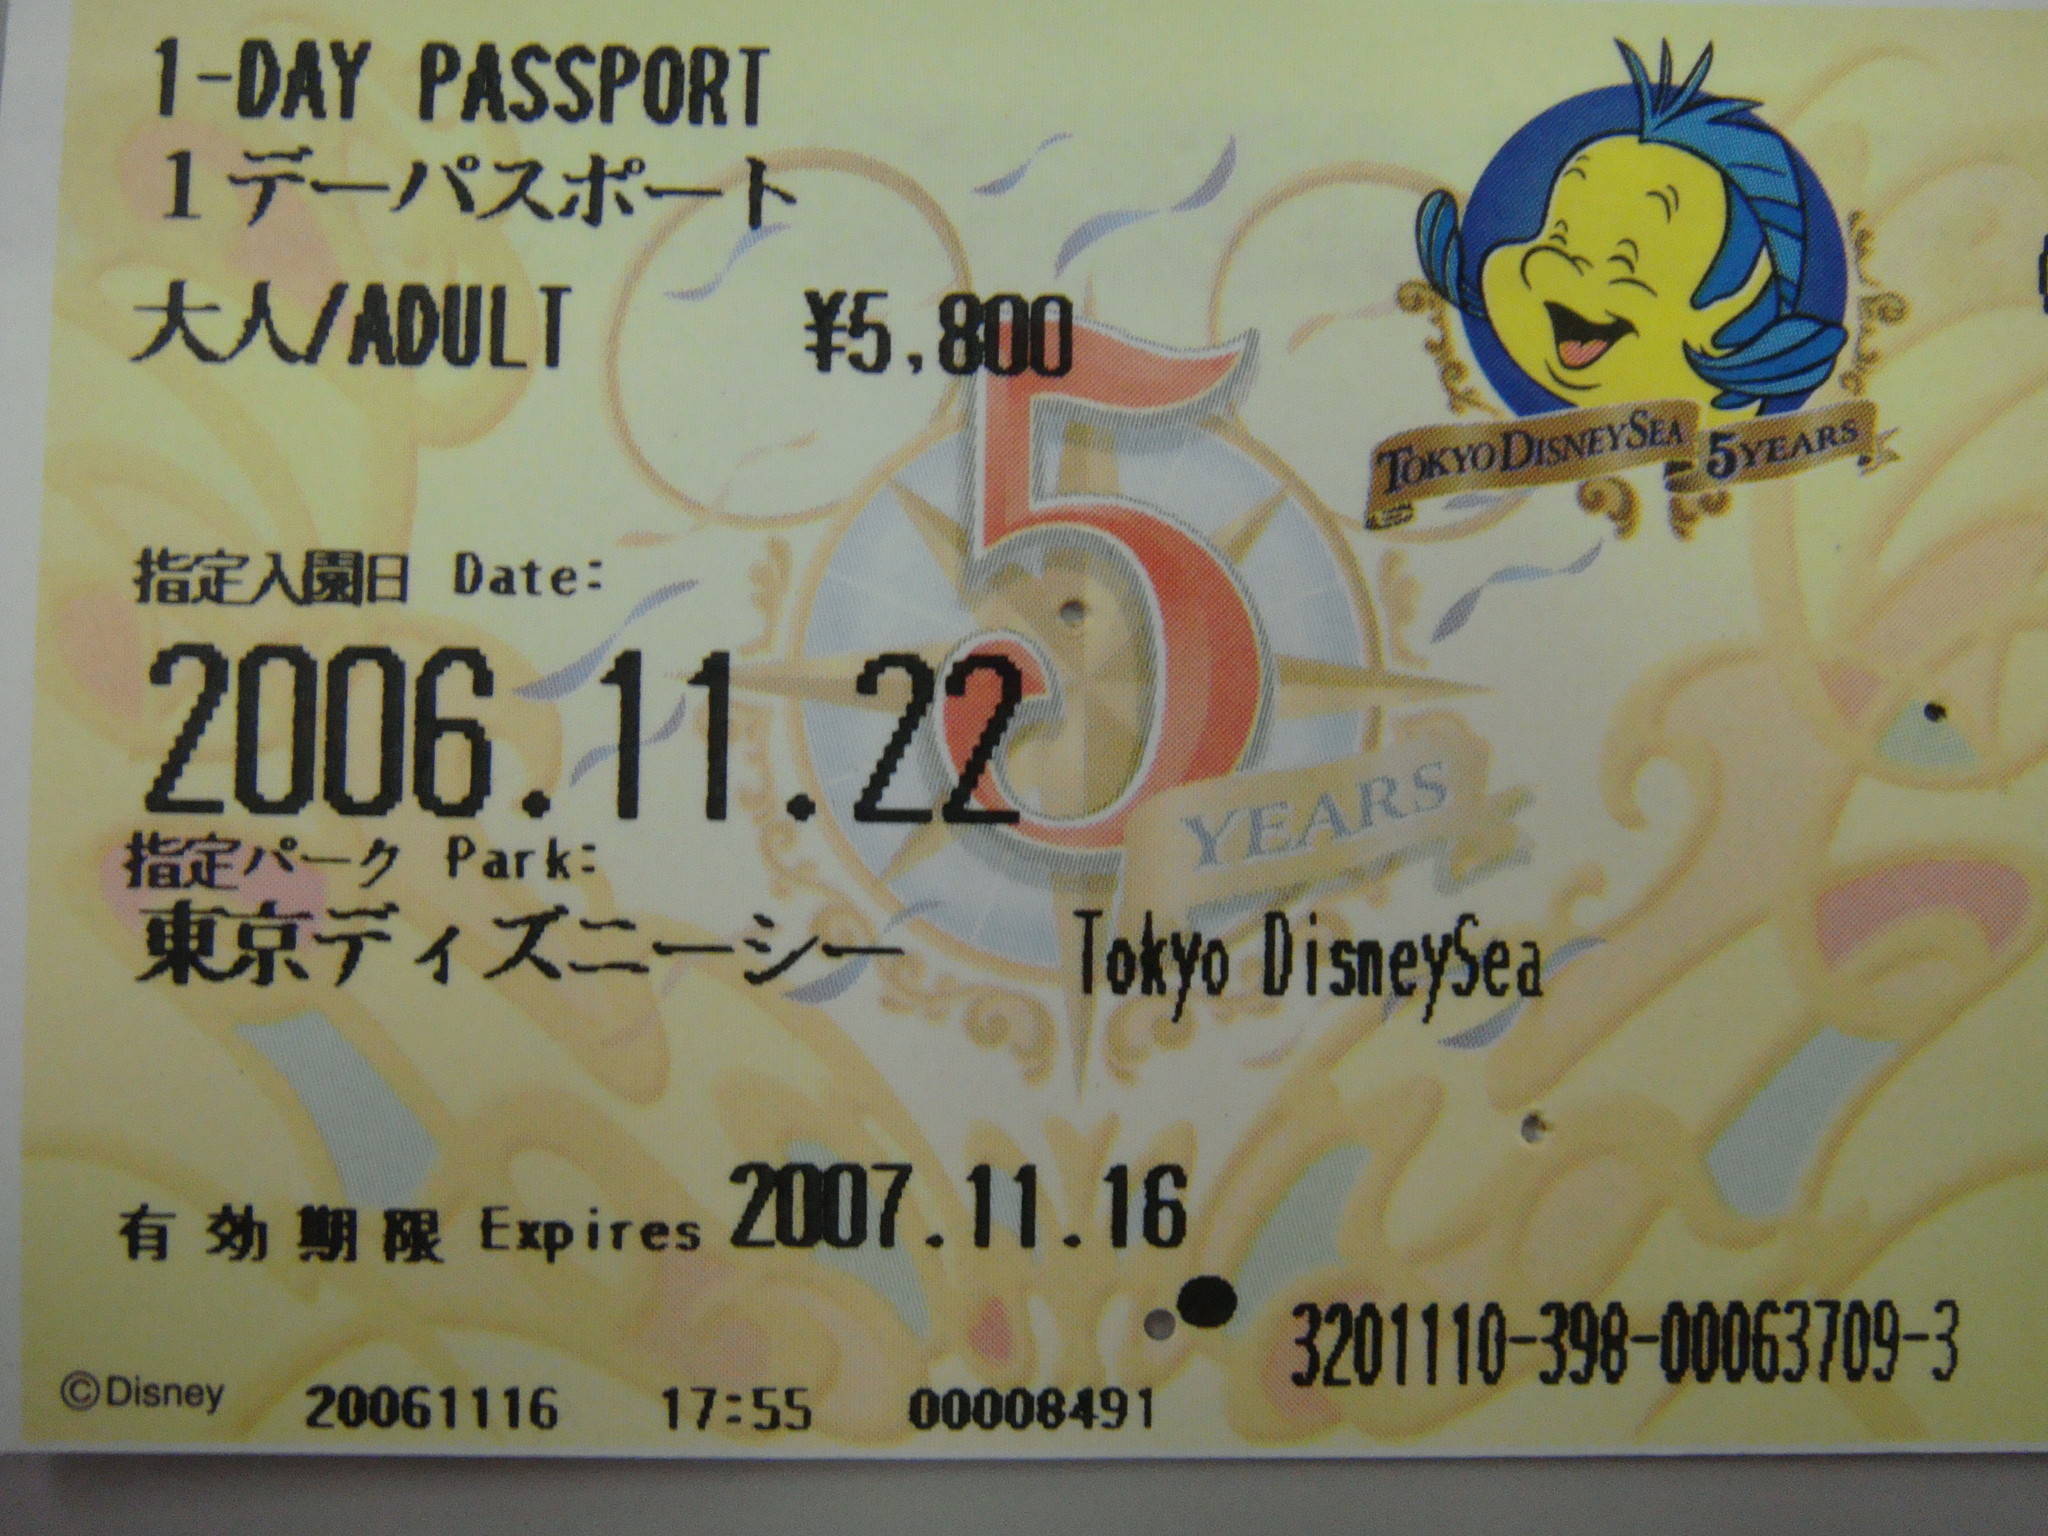 1-DAY PASSPORT
1デーパスポート
大人/ADULT ¥5,800
TOKYO DISNEYSEA 5 YEARS
指定入園日 Date:
2006.11.22
5 YEARS
指定パーク Park:
東京ディズニーシー Tokyo DisneySea
有効期限 Expires 2007.11.16
3201110-398-00063709-3
©Disney 20061116 17:55 00008491